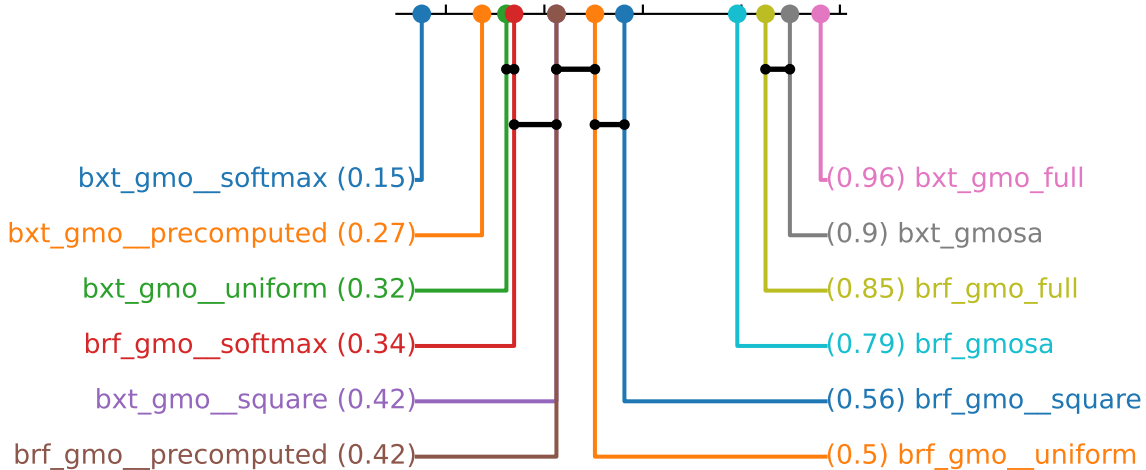 bxt_gmo__softmax (0.15)
(0.96) bxt_gmo_full
bxt_gmo__precomputed (0.27)
(0.9) bxt_gmosa
bxt_gmo__uniform (0.32)
(0.85) brf_gmo_full
brf_gmo__softmax (0.34)
(0.79) brf_gmosa
bxt_gmo__square (0.42)
(0.56) brf_gmo__square
brf_gmo__precomputed (0.42)
(0.5) brf_gmo__uniform